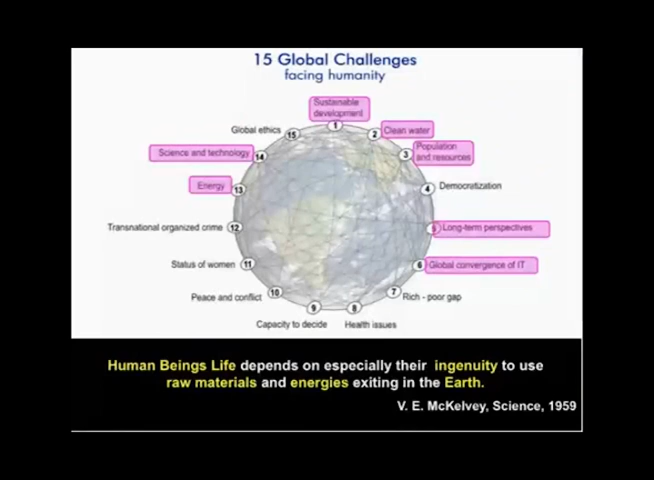 15 Global Challenges
facing humanity
1
Sustainable
development
2
Clean water
3
Population
and resources
4
Democratization
5
Long-term perspectives
6
Global convergence of IT
7
Rich - poor gap
8
Health issues
9
Capacity to decide
10
Peace and conflict
11
Status of women
12
Transnational organized crime
13
Energy
14
Science and technology
15
Global ethics
Human Beings Life depends on especially their ingenuity to use
raw materials and energies exiting in the Earth.
V. E. McKelvey, Science, 1959